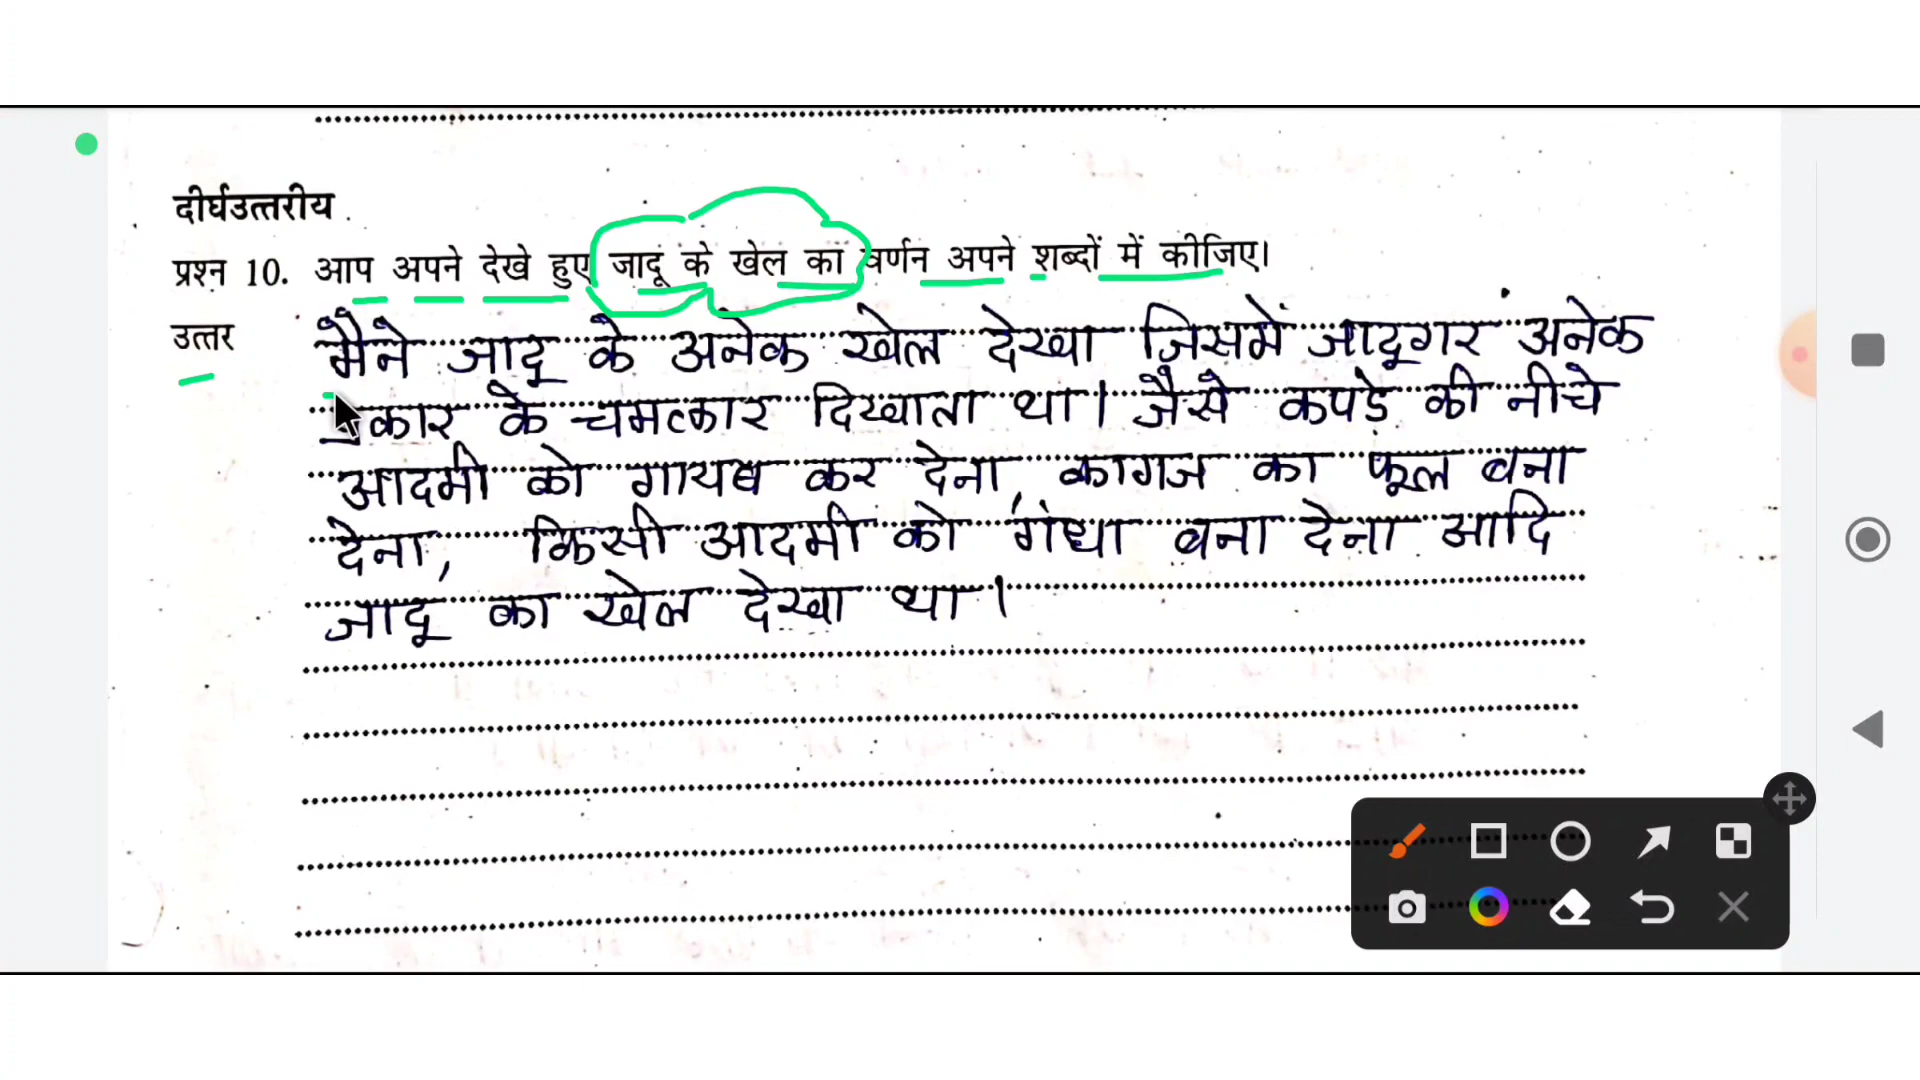 दीर्घउत्तरीय
प्रश्न 10. आप अपने देखे हुए जादू के खेल का वर्णन अपने शब्दों में कीजिए।
उत्तर
मैने जादू के अनेक खेल देखा जिसमें जादूगर अनेक
प्रकार के चमत्कार दिखाता था। जैसे कपडे की नीचे
आदमी को गायब कर देना, कागज का फूल बना
देना, किसी आदमी को गंधा बना देना आदि
जादू का खेल देखा था।